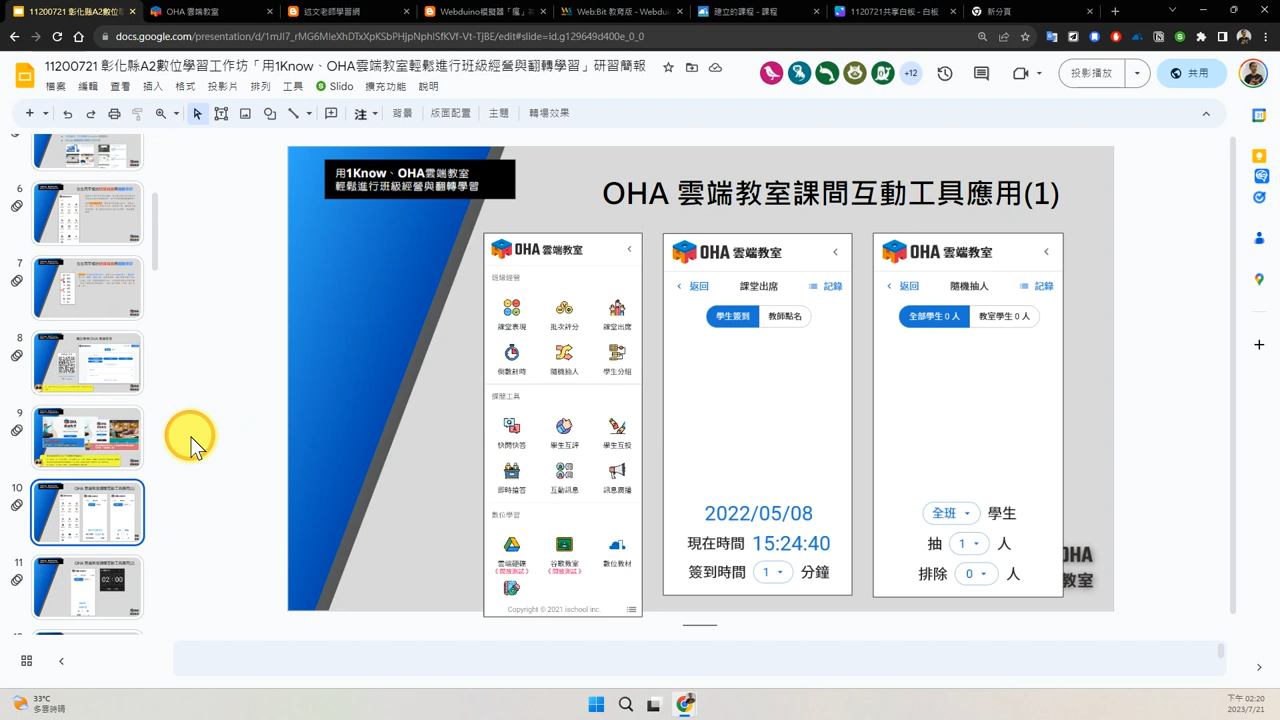 11200721 彰化縣A2數位
OHA 雲端教室
述文老師學習網
Webduino模擬器「瘋」
Web:Bit 教育版 - Webdui
建立的課程 - 課程
1120721共享白板 - 白板
新分頁
docs.google.com/presentation/d/1mJI7_rMG6MleXhDTxXpKSbPHjpNphISfKVf-Vt-TjBE/edit#slide=id.g129649d400e_0_0
11200721 彰化縣A2數位學習工作坊「用1Know、OHA雲端教室輕鬆進行班級經營與翻轉學習」研習簡報
+12
投影播放
共用
檔案 編輯 查看 插入 格式 投影片 排列 工具 Slido 擴充功能 說明
注 背景 版面配置 主題 轉場效果
6
7
8
9
10
11
用1Know、OHA雲端教室
輕鬆進行班級經營與翻轉學習
OHA 雲端教室課間互動工具應用(1)
OHA 雲端教室
班級經營
課堂表現 批次評分 課堂出席
倒數計時 隨機抽人 學生分組
課間工具
快問快答 學生互評 學生互投
即時搶答 互動訊息 訊息廣播
數位學習
雲端硬碟 谷歌教室 數位教材
(開放測試) (開放測試)
Copyright © 2021 ischool inc.
OHA 雲端教室
返回 課堂出席 記錄
學生簽到 教師點名
2022/05/08
現在時間 15:24:40
簽到時間 1 分鐘
OHA 雲端教室
返回 隨機抽人 記錄
全部學生 0 人 教室學生 0 人
全班 學生
抽 1 人
排除 0 人
OHA
教室
33°C
多雲時晴
下午 02:20
2023/7/21